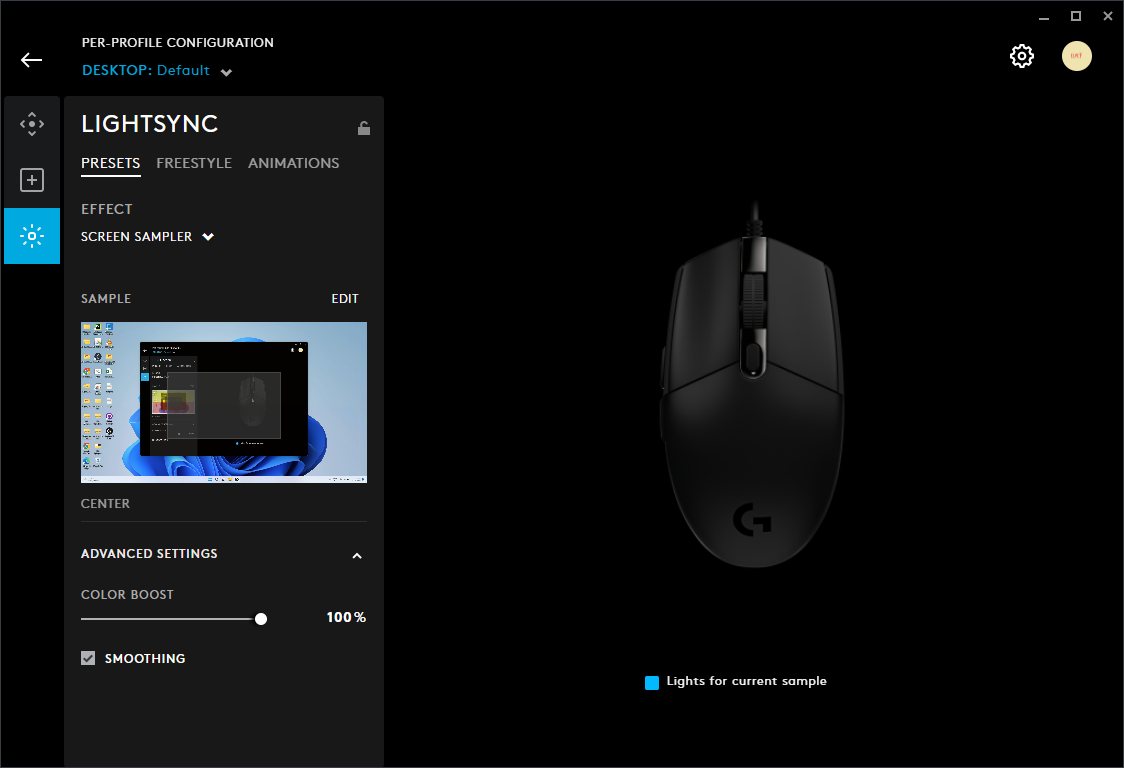 PER-PROFILE CONFIGURATION
DESKTOP: Default
LIGHTSYNC
PRESETS FREESTYLE ANIMATIONS
EFFECT
SCREEN SAMPLER
SAMPLE EDIT
CENTER
ADVANCED SETTINGS
COLOR BOOST
100%
SMOOTHING
Lights for current sample